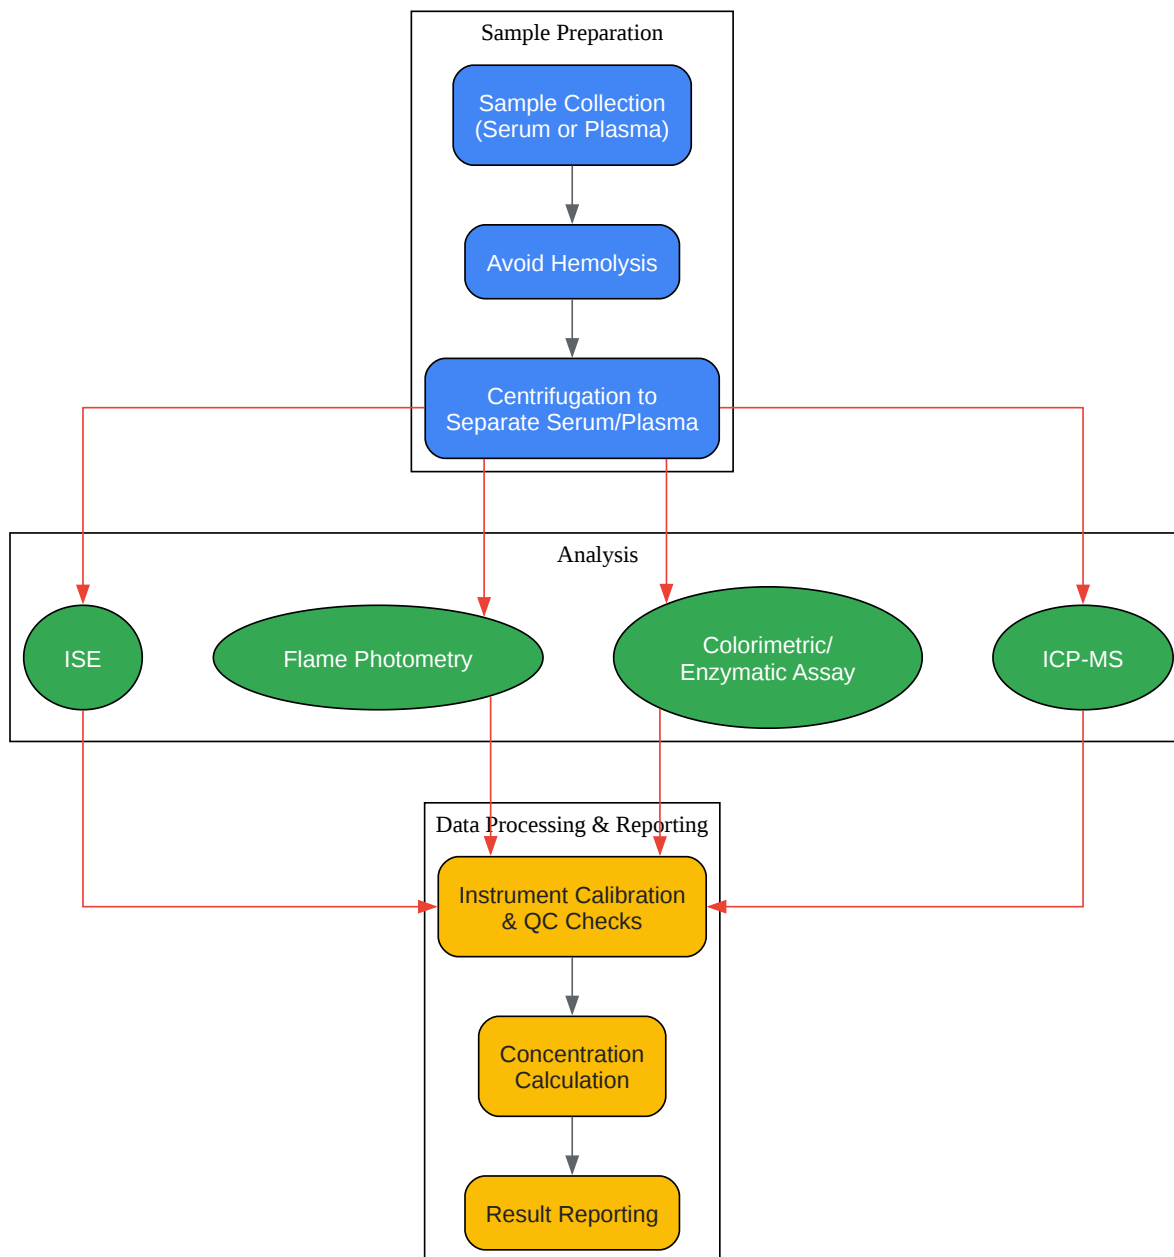 Sample Preparation
Sample Collection
(Serum or Plasma)
Avoid Hemolysis
Centrifugation to
Separate Serum/Plasma
Analysis
ISE
Flame Photometry
Colorimetric/
Enzymatic Assay
ICP-MS
Data Processing & Reporting
Instrument Calibration
& QC Checks
Concentration
Calculation
Result Reporting